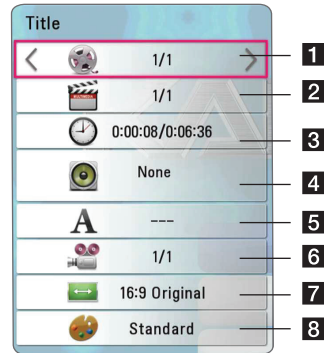 Title
1/1 1
1/1 2
0:00:08/0:06:36 3
None 4
A --- 5
1/1 6
16:9 Original 7
Standard 8